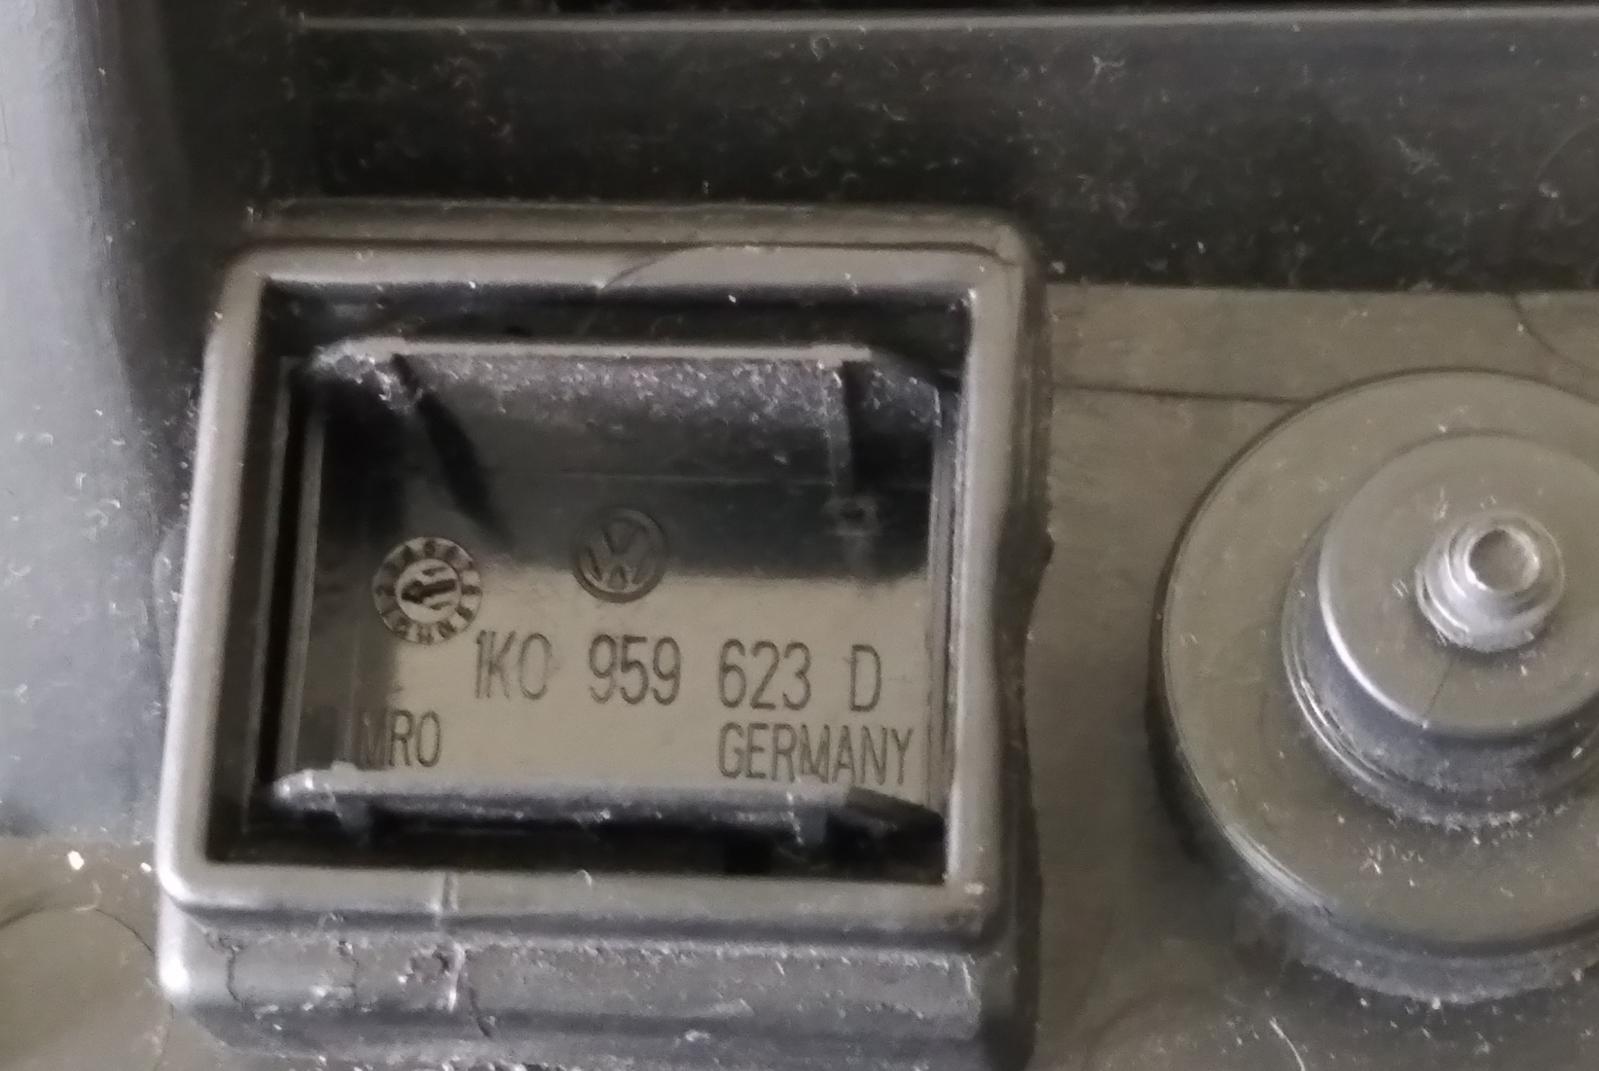 1K0 959 623 D
MRO GERMANY